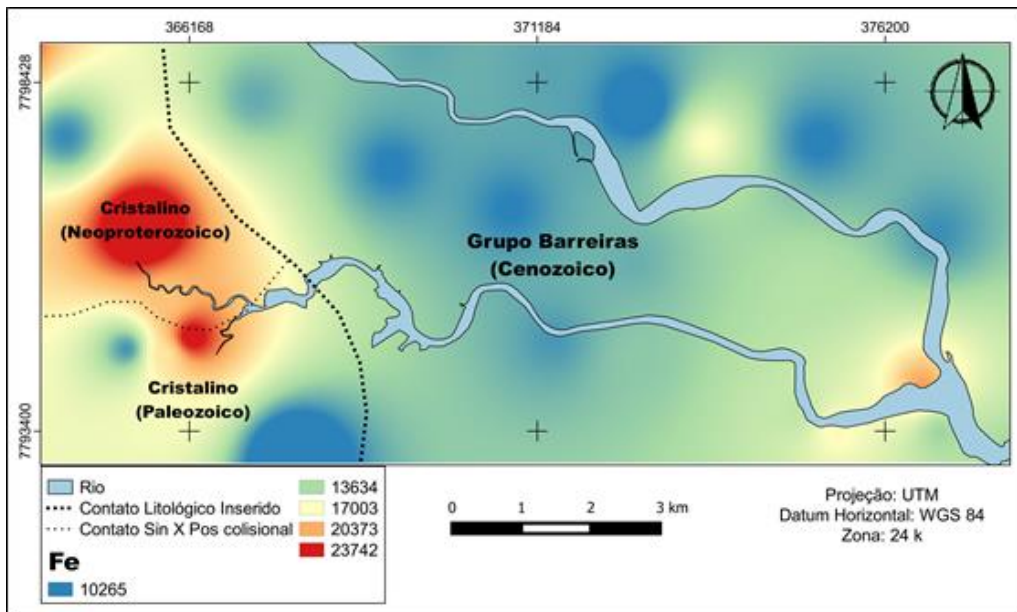 366168
371184
376200
7798428
7793400
Cristalino
(Neoproterozoico)
Grupo Barreiras
(Cenozoico)
Cristalino
(Paleozoico)
Rio
Contato Litológico Inserido
Contato Sin X Pos colisional
Fe
10265
13634
17003
20373
23742
0 1 2 3 km
Projeção: UTM
Datum Horizontal: WGS 84
Zona: 24 k